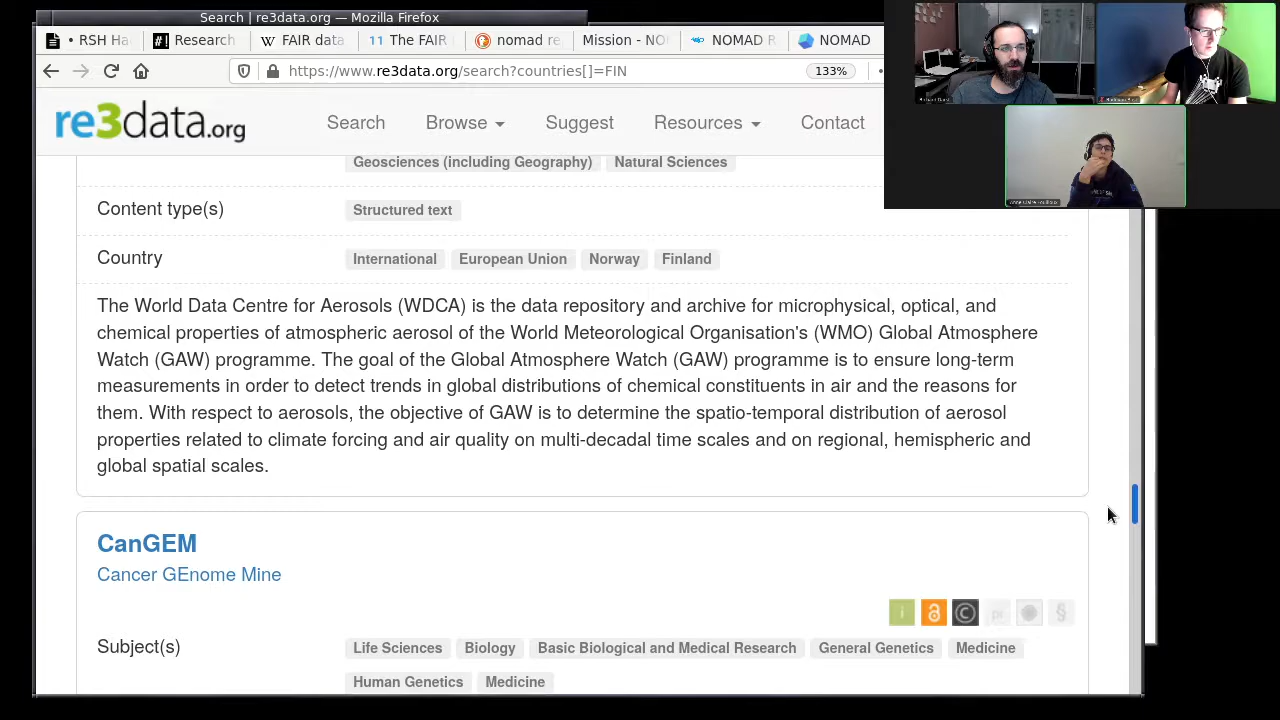 Search | re3data.org — Mozilla Firefox
• RSH Ha
Research
FAIR data
The FAIR
nomad re
Mission - NO
NOMAD R
NOMAD
https://www.re3data.org/search?countries[]=FIN
133%
re3data.org
Search
Browse
Suggest
Resources
Contact
Geosciences (including Geography)
Natural Sciences
Content type(s)
Structured text
Country
International
European Union
Norway
Finland
The World Data Centre for Aerosols (WDCA) is the data repository and archive for microphysical, optical, and
chemical properties of atmospheric aerosol of the World Meteorological Organisation's (WMO) Global Atmosphere
Watch (GAW) programme. The goal of the Global Atmosphere Watch (GAW) programme is to ensure long-term
measurements in order to detect trends in global distributions of chemical constituents in air and the reasons for
them. With respect to aerosols, the objective of GAW is to determine the spatio-temporal distribution of aerosol
properties related to climate forcing and air quality on multi-decadal time scales and on regional, hemispheric and
global spatial scales.
CanGEM
Cancer GEnome Mine
Subject(s)
Life Sciences
Biology
Basic Biological and Medical Research
General Genetics
Medicine
Human Genetics
Medicine